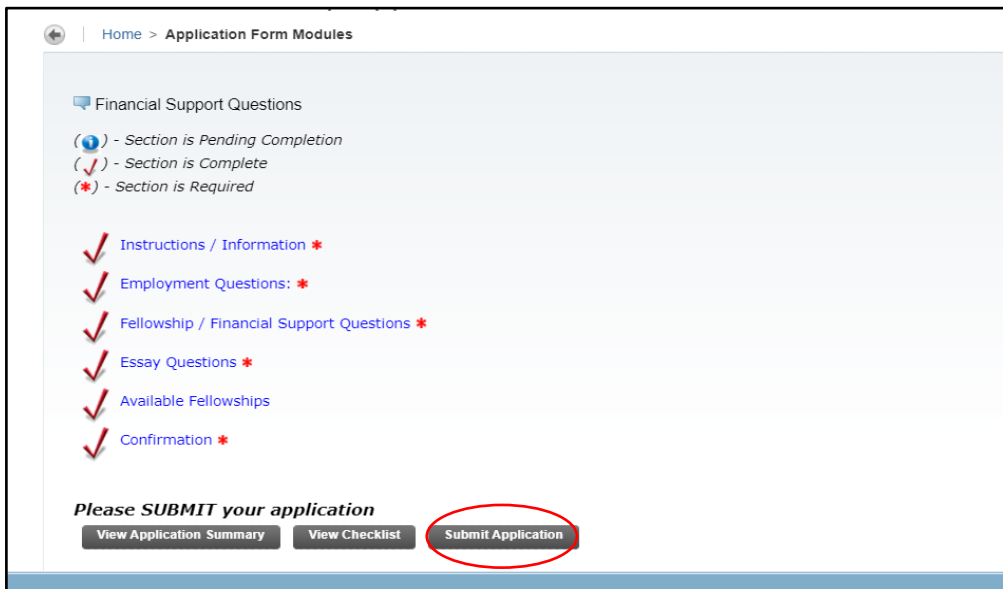 Home > Application Form Modules
Financial Support Questions
(1) - Section is Pending Completion
(✓) - Section is Complete
(*) - Section is Required
Instructions / Information *
Employment Questions: *
Fellowship / Financial Support Questions *
Essay Questions *
Available Fellowships
Confirmation *
Please SUBMIT your application
View Application Summary View Checklist Submit Application